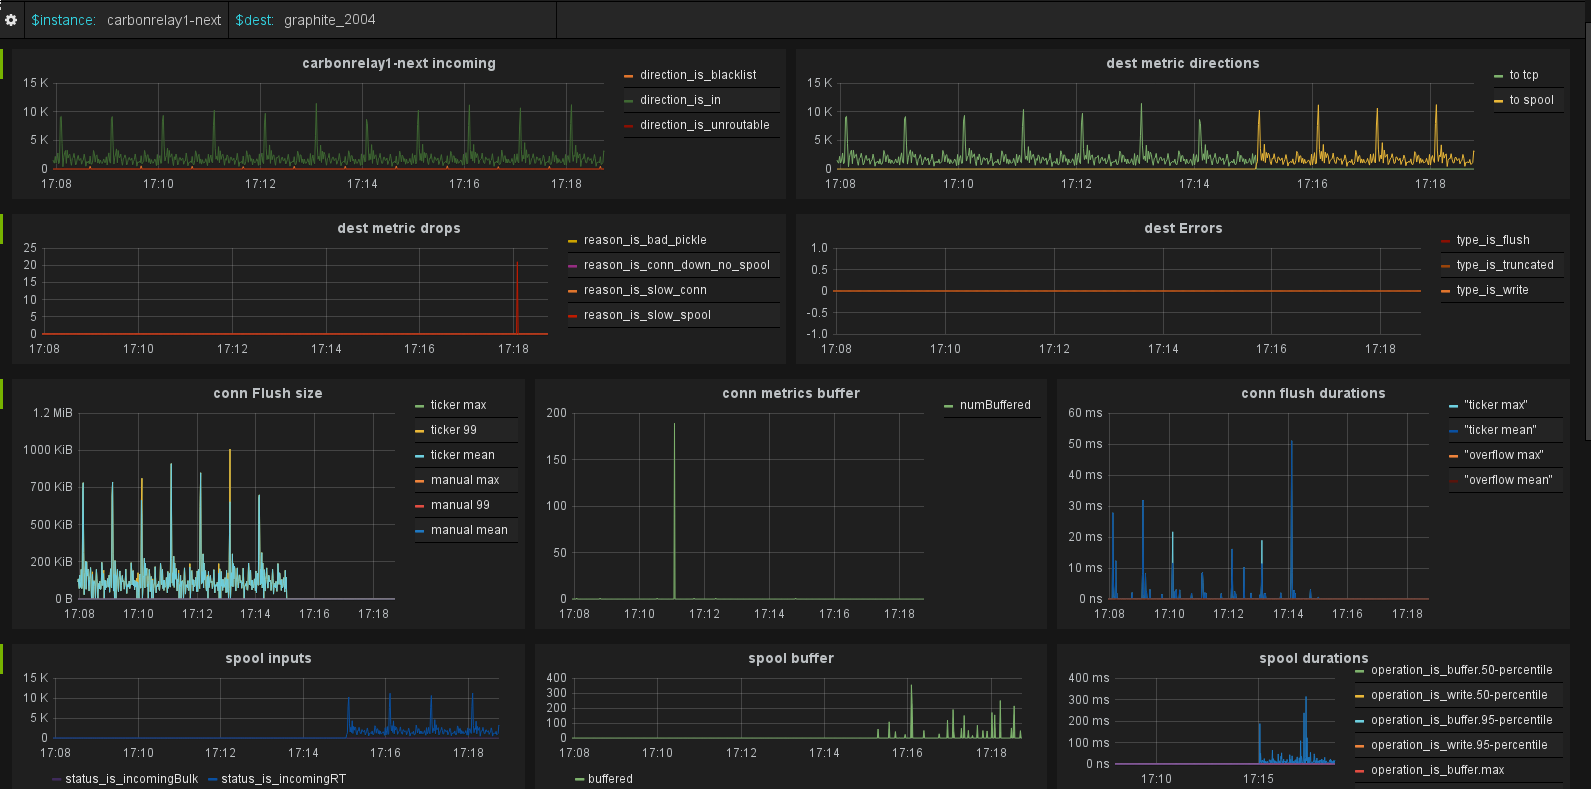 $instance: carbonrelay1-next $dest: graphite_2004
carbonrelay1-next incoming
15 K
10 K
5 K
0
17:08 17:10 17:12 17:14 17:16 17:18
direction_is_blacklist
direction_is_in
direction_is_unroutable
dest metric directions
15 K
10 K
5 K
0
17:08 17:10 17:12 17:14 17:16 17:18
to tcp
to spool
dest metric drops
25
20
15
10
5
0
17:08 17:10 17:12 17:14 17:16 17:18
reason_is_bad_pickle
reason_is_conn_down_no_spool
reason_is_slow_conn
reason_is_slow_spool
dest Errors
1.0
0.5
0
-0.5
-1.0
17:08 17:10 17:12 17:14 17:16 17:18
type_is_flush
type_is_truncated
type_is_write
conn Flush size
1.2 MiB
1000 KiB
700 KiB
500 KiB
200 KiB
0 B
17:08 17:10 17:12 17:14 17:16 17:18
ticker max
ticker 99
ticker mean
manual max
manual 99
manual mean
conn metrics buffer
200
150
100
50
0
17:08 17:10 17:12 17:14 17:16 17:18
numBuffered
conn flush durations
60 ms
50 ms
40 ms
30 ms
20 ms
10 ms
0 ns
17:08 17:10 17:12 17:14 17:16 17:18
"ticker max"
"ticker mean"
"overflow max"
"overflow mean"
spool inputs
15 K
10 K
5 K
0
17:08 17:10 17:12 17:14 17:16 17:18
status_is_incomingBulk status_is_incomingRT
spool buffer
400
300
200
100
0
17:08 17:10 17:12 17:14 17:16 17:18
buffered
spool durations
400 ms
300 ms
200 ms
100 ms
0 ns
17:10 17:15
operation_is_buffer.50-percentile
operation_is_write.50-percentile
operation_is_buffer.95-percentile
operation_is_write.95-percentile
operation_is_buffer.max